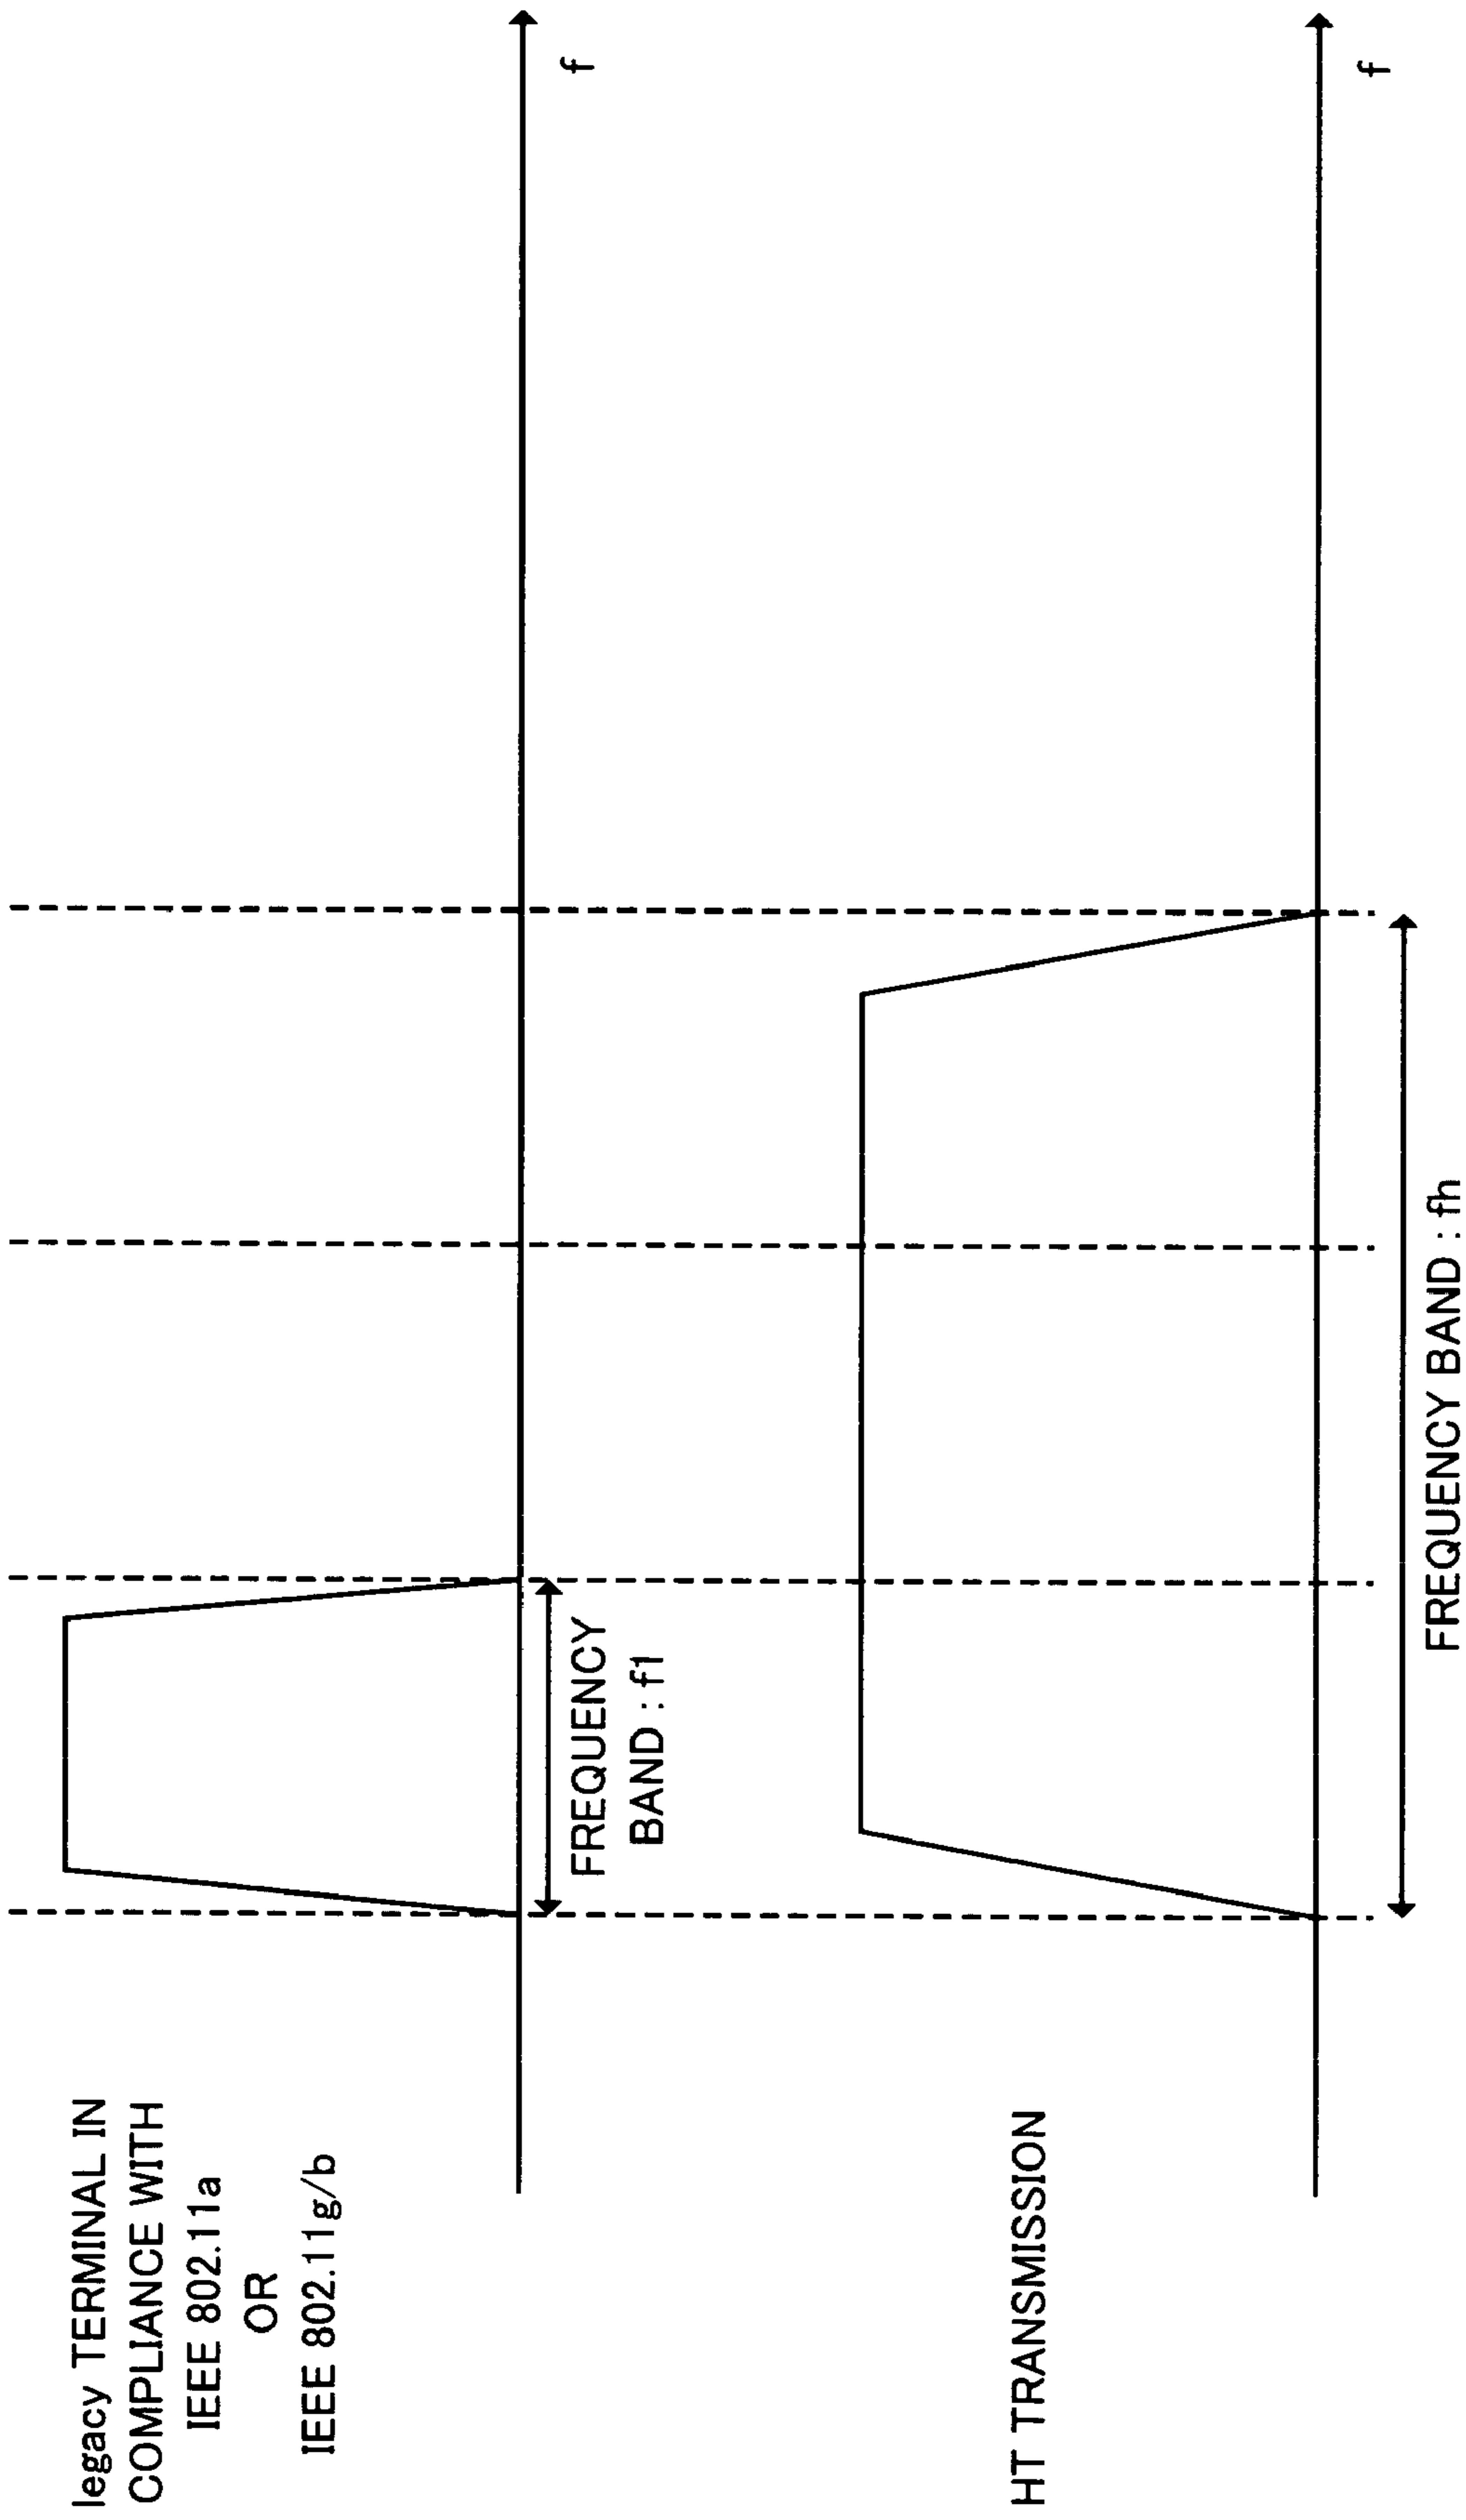 legacy TERMINAL IN
COMPLIANCE WITH
IEEE 802.11a
OR
IEEE 802.11g/b
f
FREQUENCY
BAND : f1
HT TRANSMISSION
f
FREQUENCY BAND : fh